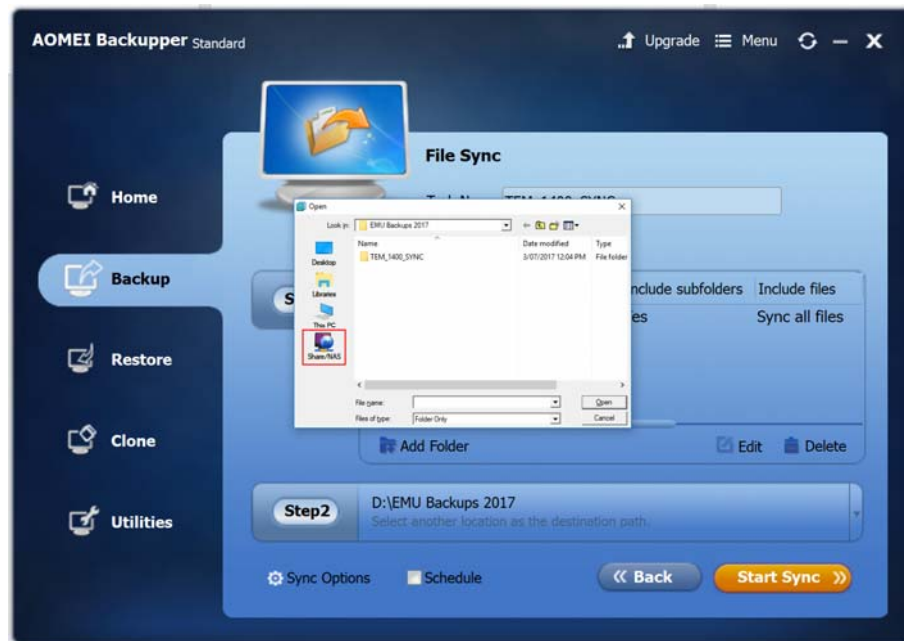 AOMEI Backupper Standard
Upgrade Menu
File Sync
Home
Open
Look in: EMU Backups 2017
Name Date modified Type
TEM_1400_SYNC 3/07/2017 12:04 PM File folder
Desktop
Libraries
This PC
Share/NAS
File name:
Open
Files of type: Folder Only
Cancel
Backup
nclude subfolders Include files
es Sync all files
Restore
Clone
Add Folder Edit Delete
Utilities
Step2
D:\EMU Backups 2017
Select another location as the destination path.
Sync Options Schedule Back Start Sync